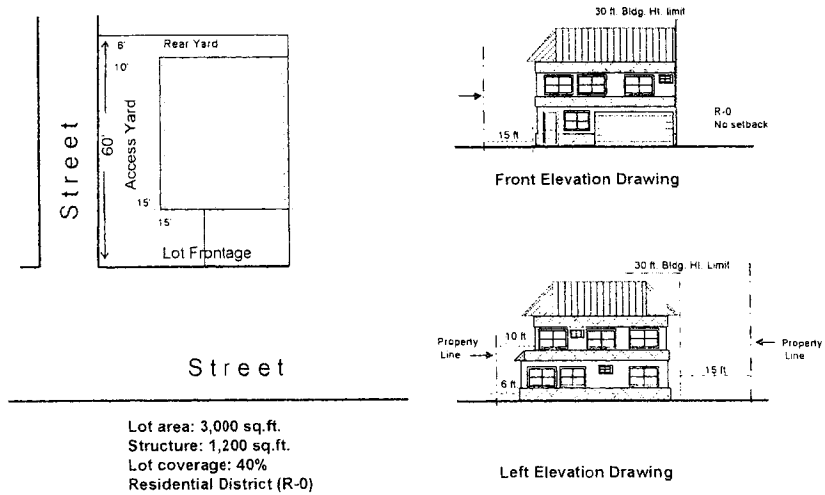 6' Rear Yard
10'
Street
60'
Access Yard
15'
15'
Lot Frontage
Street
Lot area: 3,000 sq.ft.
Structure: 1,200 sq.ft.
Lot coverage: 40%
Residential District (R-0)
30 ft. Bldg. Ht. limit
R-0
No setback
15 ft
Front Elevation Drawing
30 ft. Bldg. Ht. Limit
Property
Line
10 ft
6 ft
15 ft
Property
Line
Left Elevation Drawing